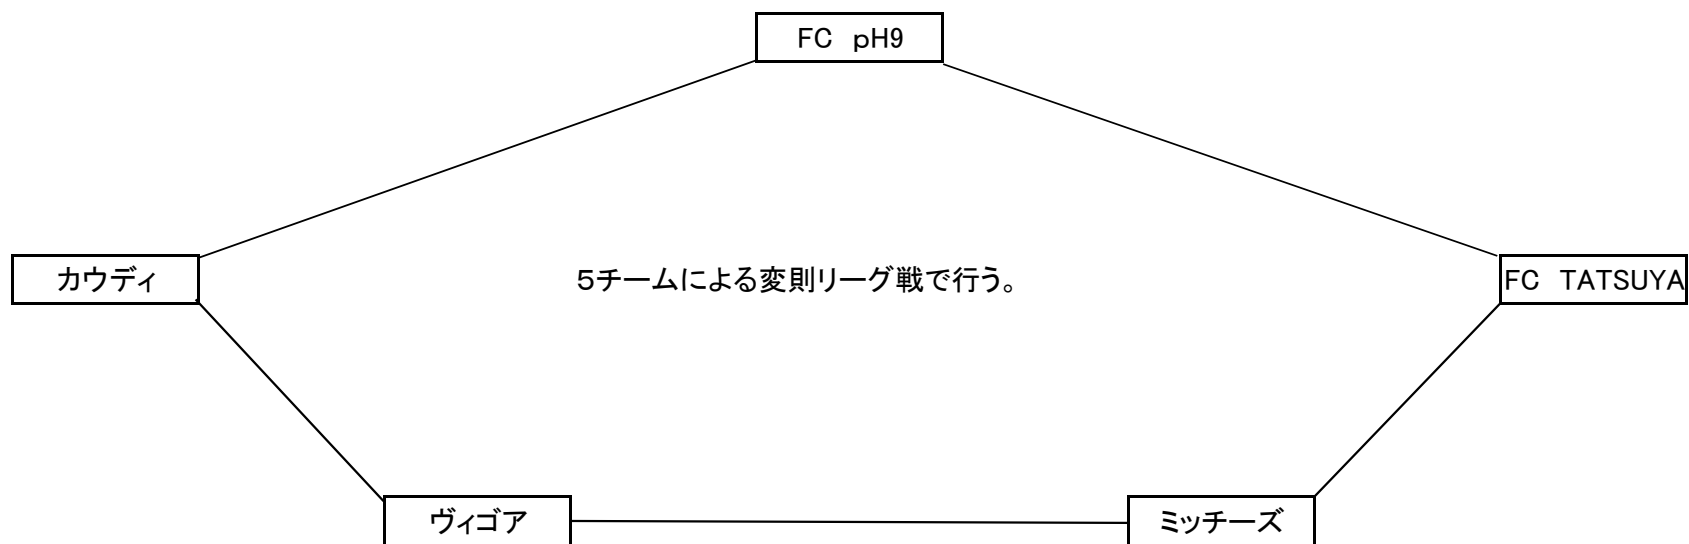 FC pH9
カウディ
5チームによる変則リーグ戦で行う。
FC TATSUYA
ヴィゴア
ミッチーズ